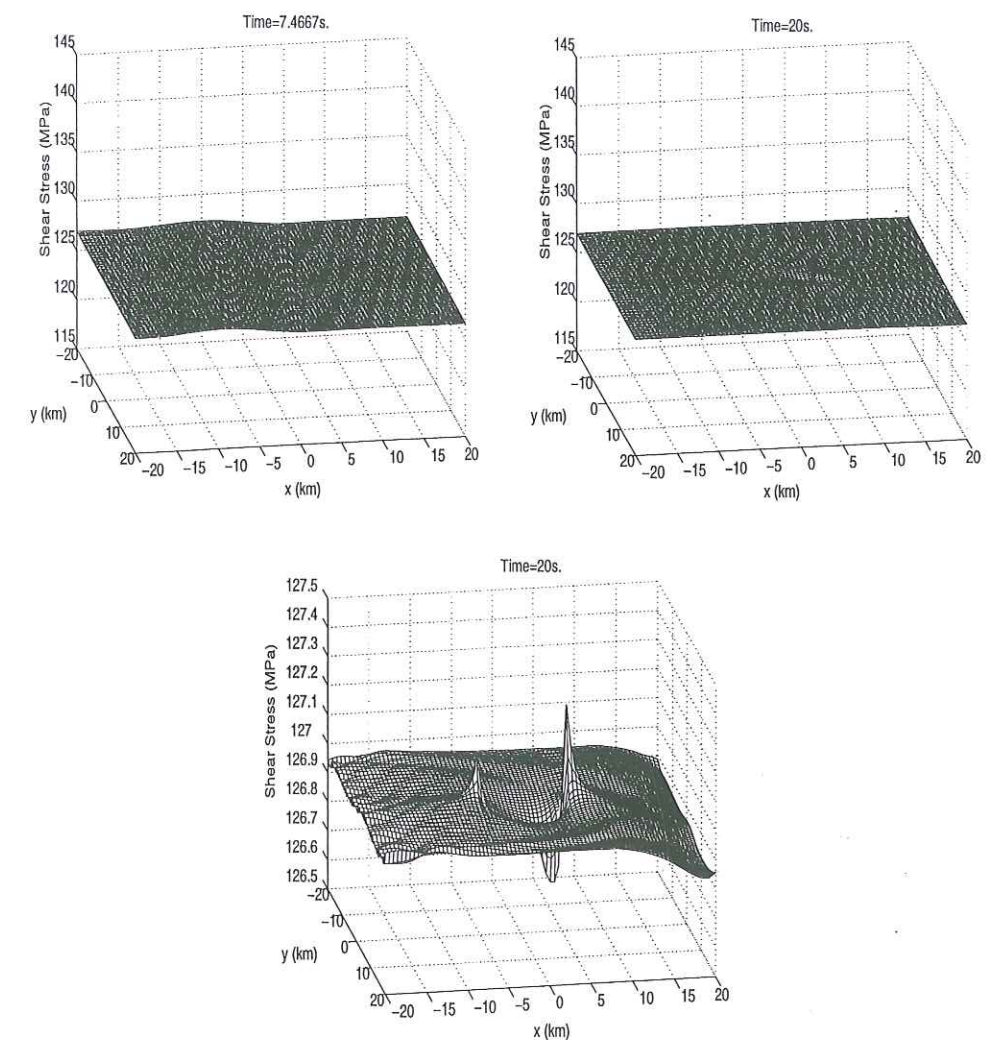 Time=7.4667s.
145
140
135
130
125
120
115
Shear Stress (MPa)
-20
-10
0
10
20
y (km)
-20 -15 -10 -5 0 5 10 15 20
x (km)
Time=20s.
145
140
135
130
125
120
115
Shear Stress (MPa)
-20
-10
0
10
20
y (km)
-20 -15 -10 -5 0 5 10 15 20
x (km)
Time=20s.
127.5
127.4
127.3
127.2
127.1
127
126.9
126.8
126.7
126.6
126.5
Shear Stress (MPa)
-20
-10
0
10
20
y (km)
-20 -15 -10 -5 0 5 10 15 20
x (km)